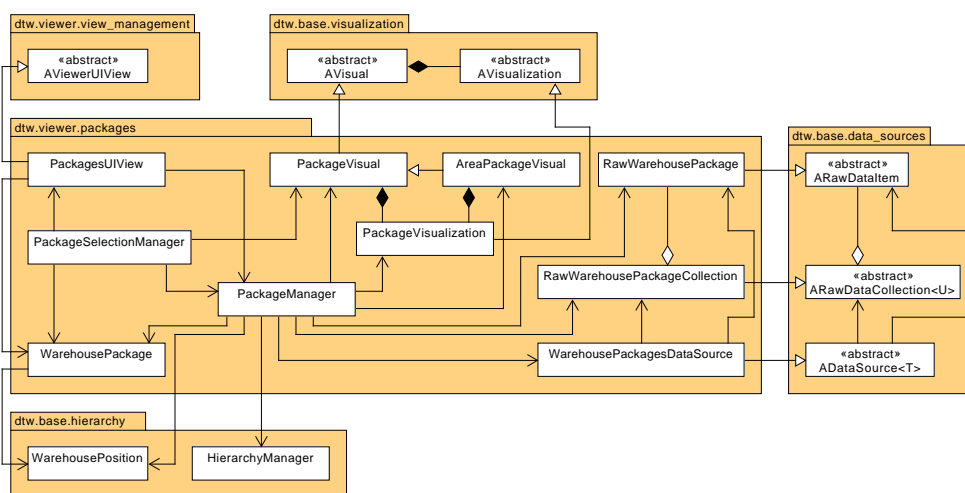 dtw.viewer.view_management
dtw.base.visualization
«abstract»
AViewerUIView
«abstract»
AVisual
«abstract»
AVisualization
dtw.viewer.packages
dtw.base.data_sources
PackagesUIView
PackageVisual
AreaPackageVisual
RawWarehousePackage
«abstract»
ARawDataItem
PackageSelectionManager
PackageVisualization
PackageManager
RawWarehousePackageCollection
«abstract»
ARawDataCollection<U>
WarehousePackage
WarehousePackagesDataSource
«abstract»
ADataSource<T>
dtw.base.hierarchy
WarehousePosition
HierarchyManager